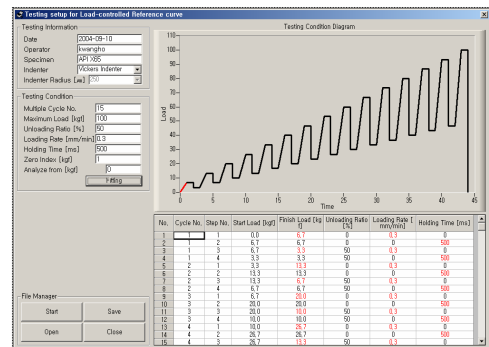 Testing setup for Load-controlled Reference curve
Testing Information
Date 2004-09-10
Operator kwangho
Specimen API X65
Indenter Vickers Indenter
Indenter Radius [㎛] 250
Testing Condition
Multiple Cycle No. 15
Maximum Load [kgf] 100
Unloading Ratio [%] 50
Loading Rate [mm/min] 0.3
Holding Time [ms] 500
Zero Index [kgf] 1
Analyze from [kgf] 0
Fitting
File Manager
Start Save
Open Close
Testing Condition Diagram
Load
110
100
90
80
70
60
50
40
30
20
10
0
0 5 10 15 20 25 30 35 40 45
Time
No. Cycle No. Step No. Start Load [kgf] Finish Load [kgf] Unloading Ratio [%] Loading Rate [mm/min] Holding Time [ms]
1 1 1 0,0 6,7 0 0,3 0
2 1 2 6,7 6,7 0 0 500
3 1 3 6,7 3,3 50 0,3 0
4 1 4 3,3 3,3 50 0 500
5 2 1 3,3 13,3 0 0,3 0
6 2 2 13,3 13,3 0 0 500
7 2 3 13,3 6,7 50 0,3 0
8 2 4 6,7 6,7 50 0 500
9 3 1 6,7 20,0 0 0,3 0
10 3 2 20,0 20,0 0 0 500
11 3 3 20,0 10,0 50 0,3 0
12 3 4 10,0 10,0 50 0 500
13 4 1 10,0 26,7 0 0,3 0
14 4 2 26,7 26,7 0 0 500
15 4 3 26,7 13,3 50 0,3 0